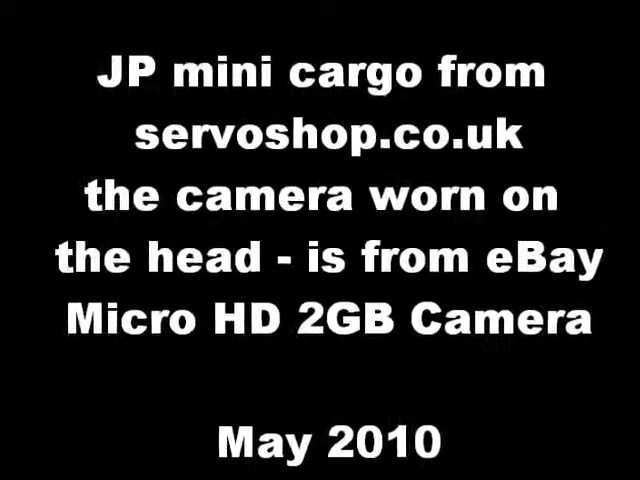 JP mini cargo from
servoshop.co.uk
the camera worn on
the head - is from eBay
Micro HD 2GB Camera
May 2010